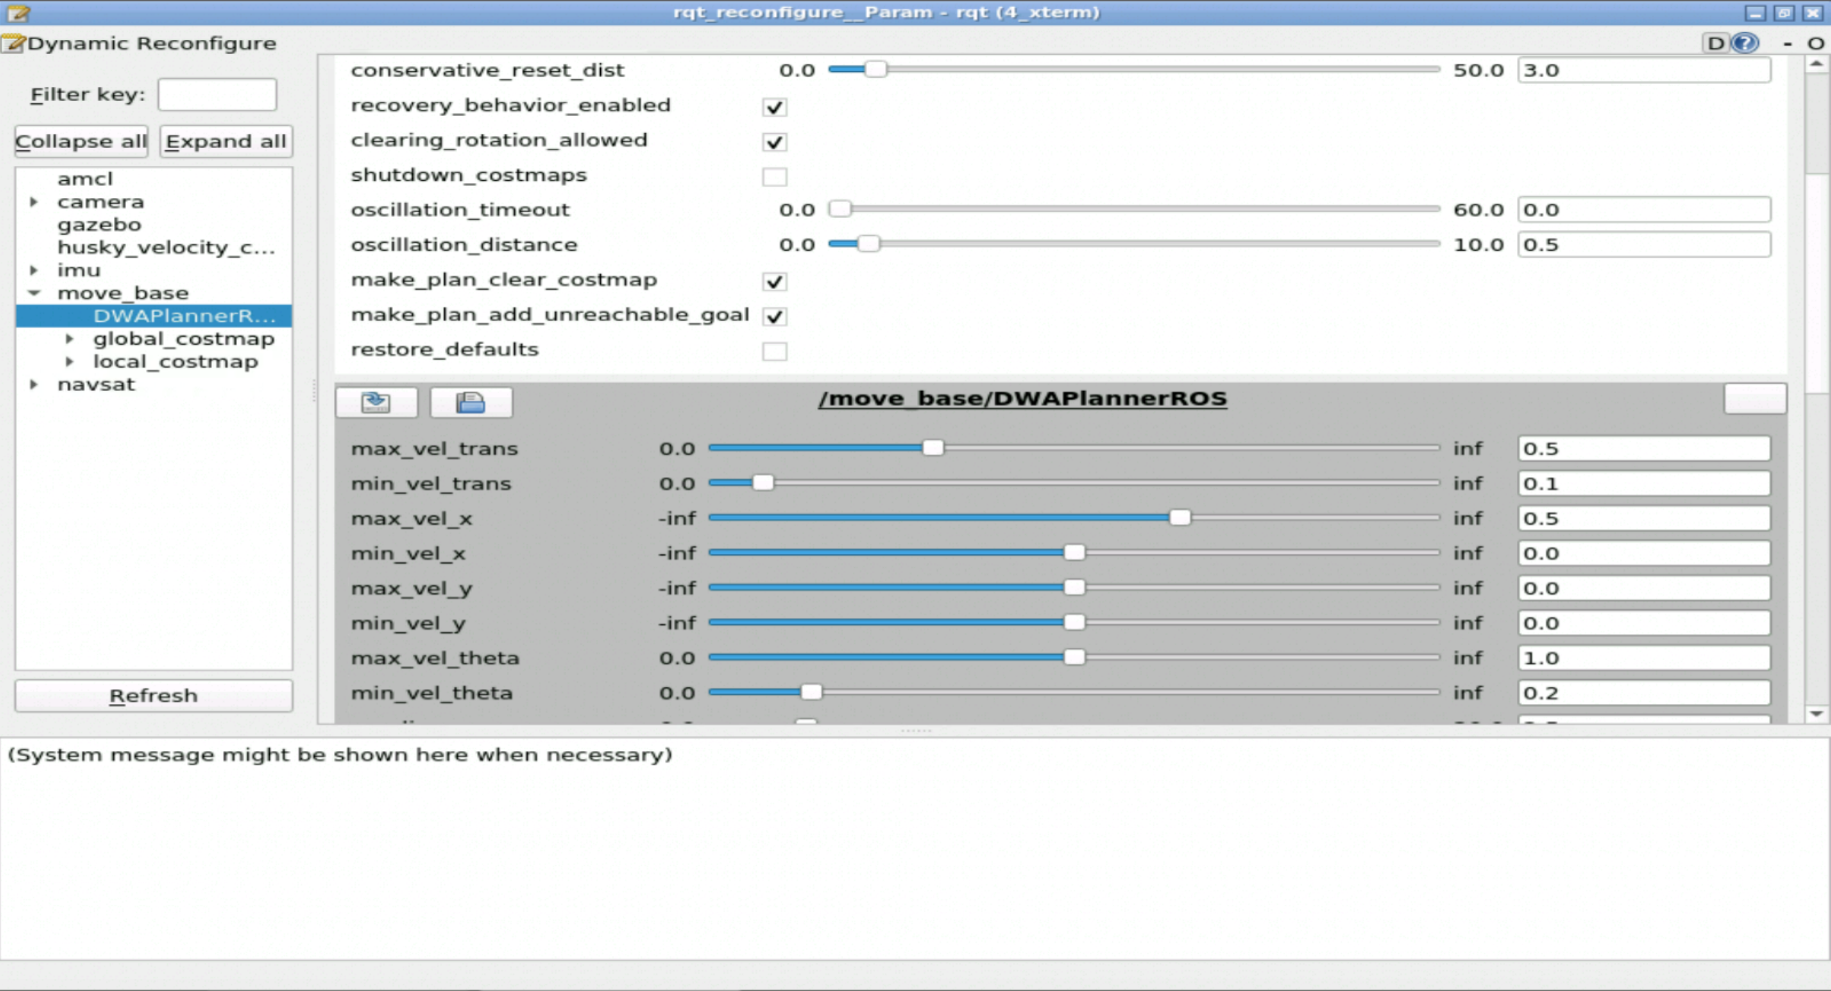 rqt_reconfigure__Param - rqt (4_xterm)
Dynamic Reconfigure
D
- O
Filter key:
Collapse all Expand all
amcl
camera
gazebo
husky_velocity_c...
imu
move_base
DWAPlannerR...
global_costmap
local_costmap
navsat
Refresh
conservative_reset_dist 0.0 50.0 3.0
recovery_behavior_enabled
clearing_rotation_allowed
shutdown_costmaps
oscillation_timeout 0.0 60.0 0.0
oscillation_distance 0.0 10.0 0.5
make_plan_clear_costmap
make_plan_add_unreachable_goal
restore_defaults
/move_base/DWAPlannerROS
max_vel_trans 0.0 inf 0.5
min_vel_trans 0.0 inf 0.1
max_vel_x -inf inf 0.5
min_vel_x -inf inf 0.0
max_vel_y -inf inf 0.0
min_vel_y -inf inf 0.0
max_vel_theta 0.0 inf 1.0
min_vel_theta 0.0 inf 0.2
(System message might be shown here when necessary)